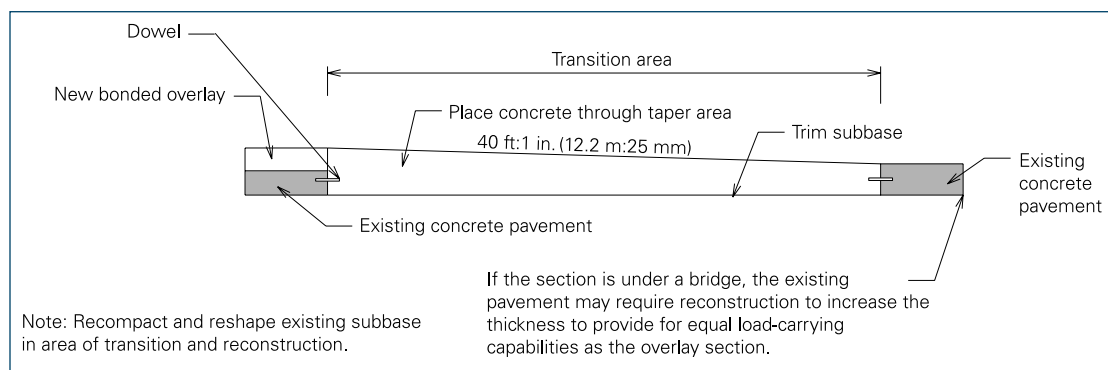 Dowel
Transition area
New bonded overlay
Place concrete through taper area
40 ft:1 in. (12.2 m:25 mm)
Trim subbase
Existing
concrete
pavement
Existing concrete pavement
If the section is under a bridge, the existing
pavement may require reconstruction to increase the
thickness to provide for equal load-carrying
capabilities as the overlay section.
Note: Recompact and reshape existing subbase
in area of transition and reconstruction.